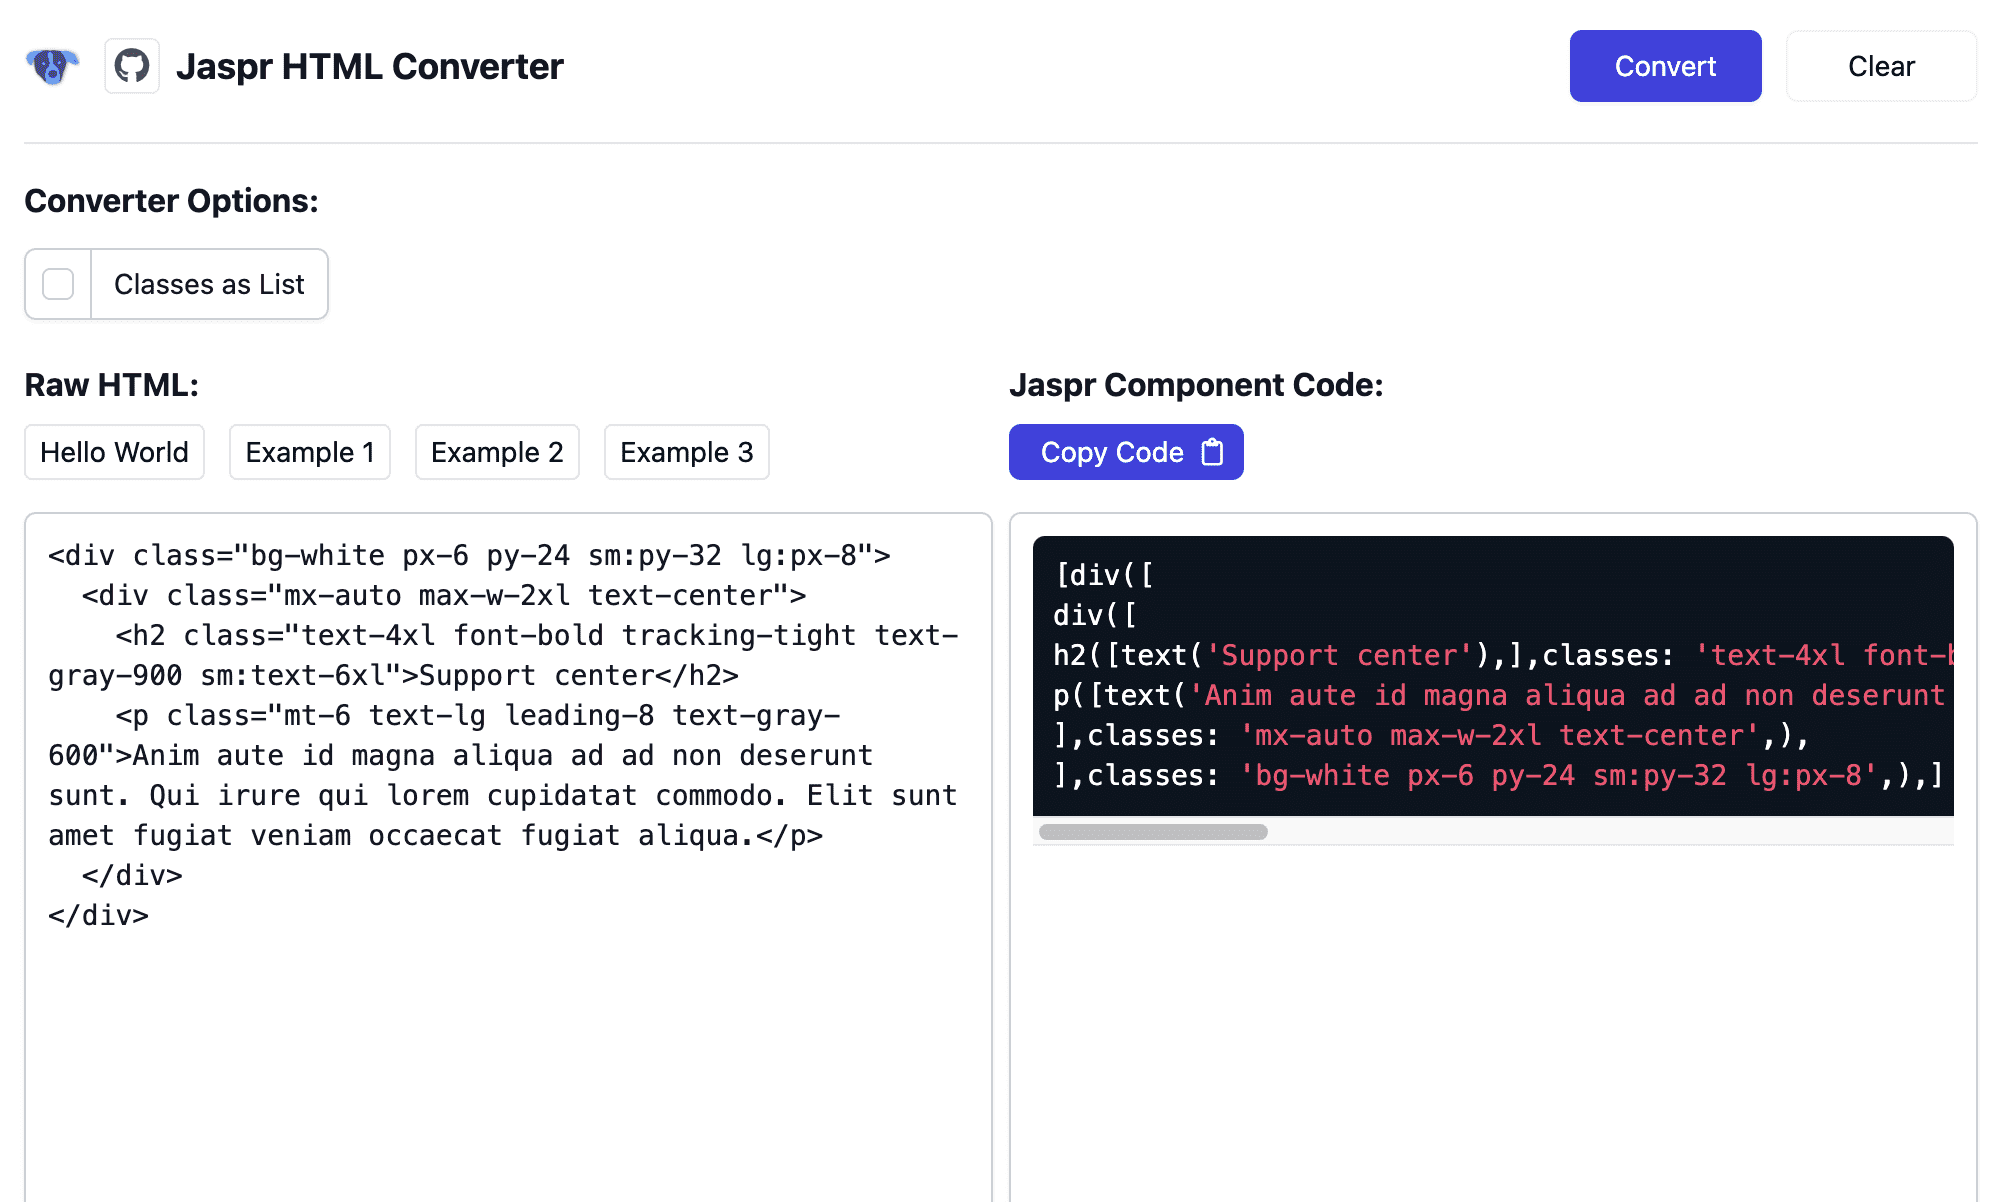 Jaspr HTML Converter
Convert
Clear
Converter Options:
Classes as List
Raw HTML:
Hello World
Example 1
Example 2
Example 3
<div class="bg-white px-6 py-24 sm:py-32 lg:px-8">
  <div class="mx-auto max-w-2xl text-center">
    <h2 class="text-4xl font-bold tracking-tight text-
gray-900 sm:text-6xl">Support center</h2>
    <p class="mt-6 text-lg leading-8 text-gray-
600">Anim aute id magna aliqua ad ad non deserunt
sunt. Qui irure qui lorem cupidatat commodo. Elit sunt
amet fugiat veniam occaecat fugiat aliqua.</p>
  </div>
</div>
Jaspr Component Code:
Copy Code
[div([
div([
h2([text('Support center'),],classes: 'text-4xl font-
p([text('Anim aute id magna aliqua ad ad non deserunt
],classes: 'mx-auto max-w-2xl text-center',),
],classes: 'bg-white px-6 py-24 sm:py-32 lg:px-8',),]